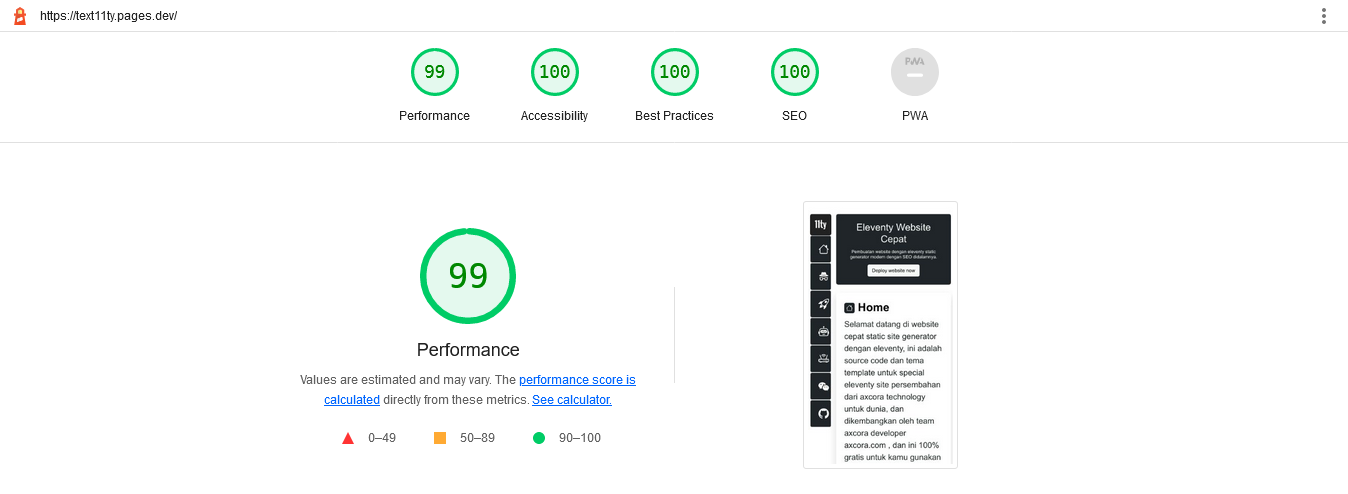 https://text11ty.pages.dev/
99
100
100
100
PWA
Performance
Accessibility
Best Practices
SEO
PWA
99
Performance
Values are estimated and may vary. The performance score is
calculated directly from these metrics. See calculator.
0–49
50–89
90–100
11ty
Eleventy Website
Cepat
Pembuatan website dengan eleventy static
generator modern dengan SEO didalamnya.
Deploy website now
Home
Selamat datang di website
cepat static site generator
dengan eleventy, ini adalah
source code dan tema
template untuk special
eleventy site persembahan
dari axcora technology
untuk dunia, dan
dikembangkan oleh team
axcora developer
axcora.com , dan ini 100%
gratis untuk kamu gunakan